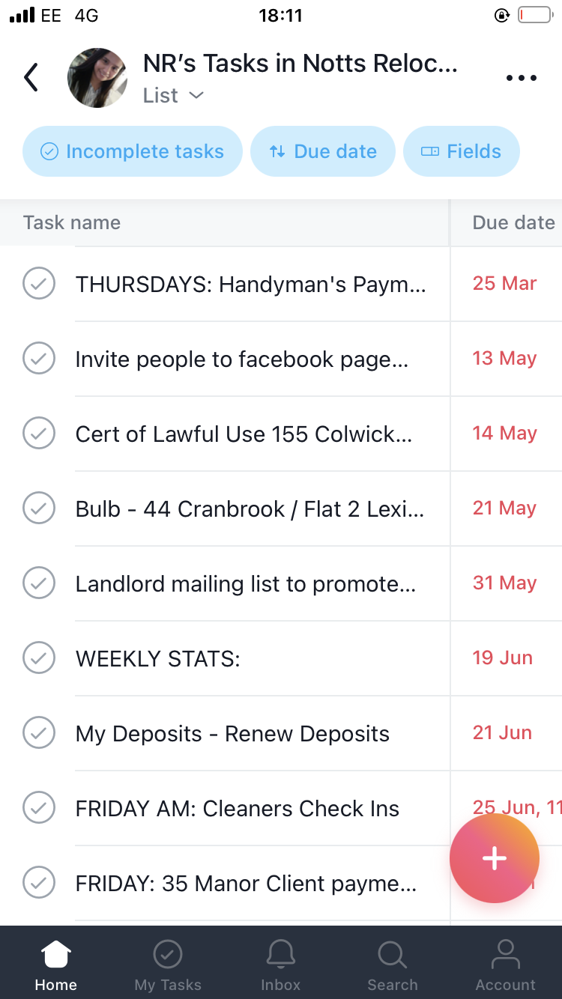 EE 4G 18:11
NR’s Tasks in Notts Reloc...
List
Incomplete tasks Due date Fields
Task name Due date
THURSDAYS: Handyman's Paym... 25 Mar
Invite people to facebook page... 13 May
Cert of Lawful Use 155 Colwick... 14 May
Bulb - 44 Cranbrook / Flat 2 Lexi... 21 May
Landlord mailing list to promote... 31 May
WEEKLY STATS: 19 Jun
My Deposits - Renew Deposits 21 Jun
FRIDAY AM: Cleaners Check Ins 25 Jun, 11
FRIDAY: 35 Manor Client payme...
Home My Tasks Inbox Search Account